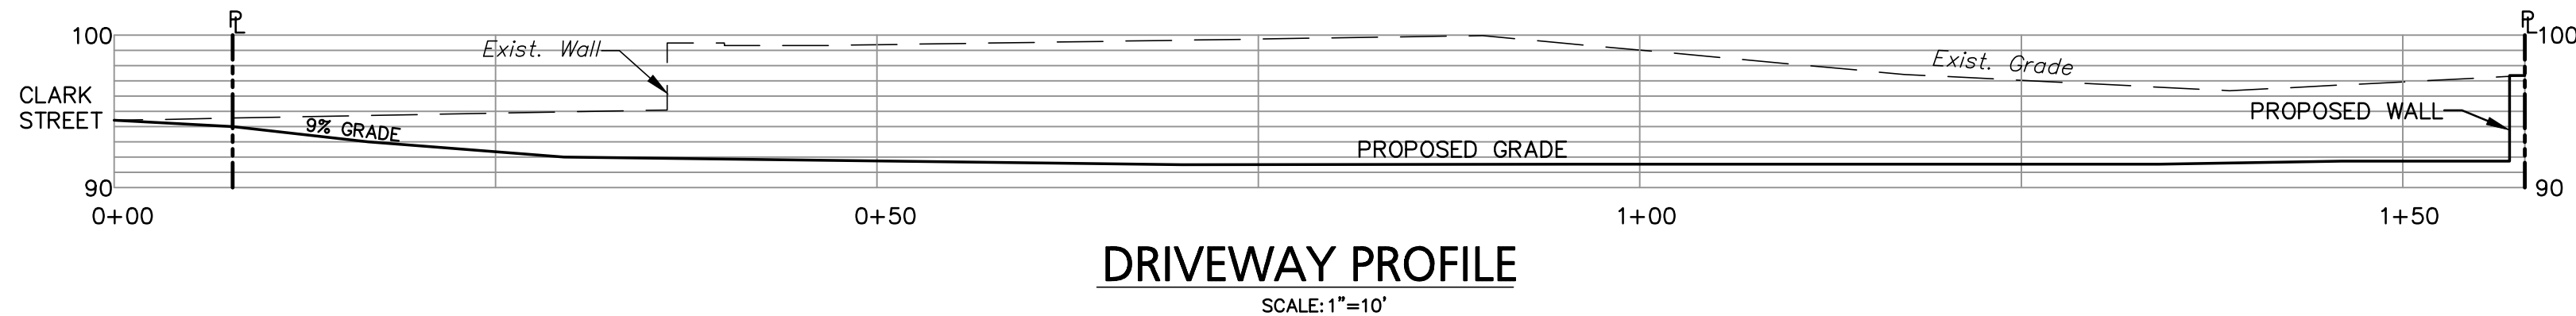 PL
PL
100
Exist. Wall
Exist. Grade
100
CLARK
STREET
9% GRADE
PROPOSED WALL
PROPOSED GRADE
90
90
0+00
0+50
1+00
1+50
DRIVEWAY PROFILE
SCALE: 1"=10'